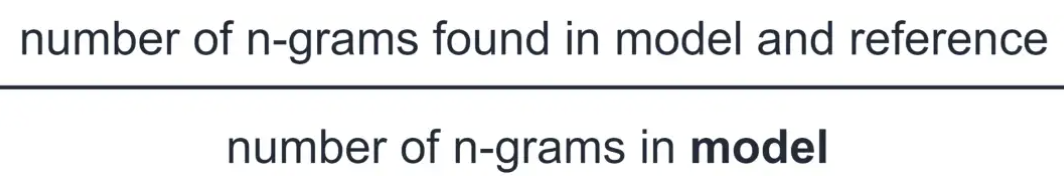 number of n-grams found in model and reference
number of n-grams in model